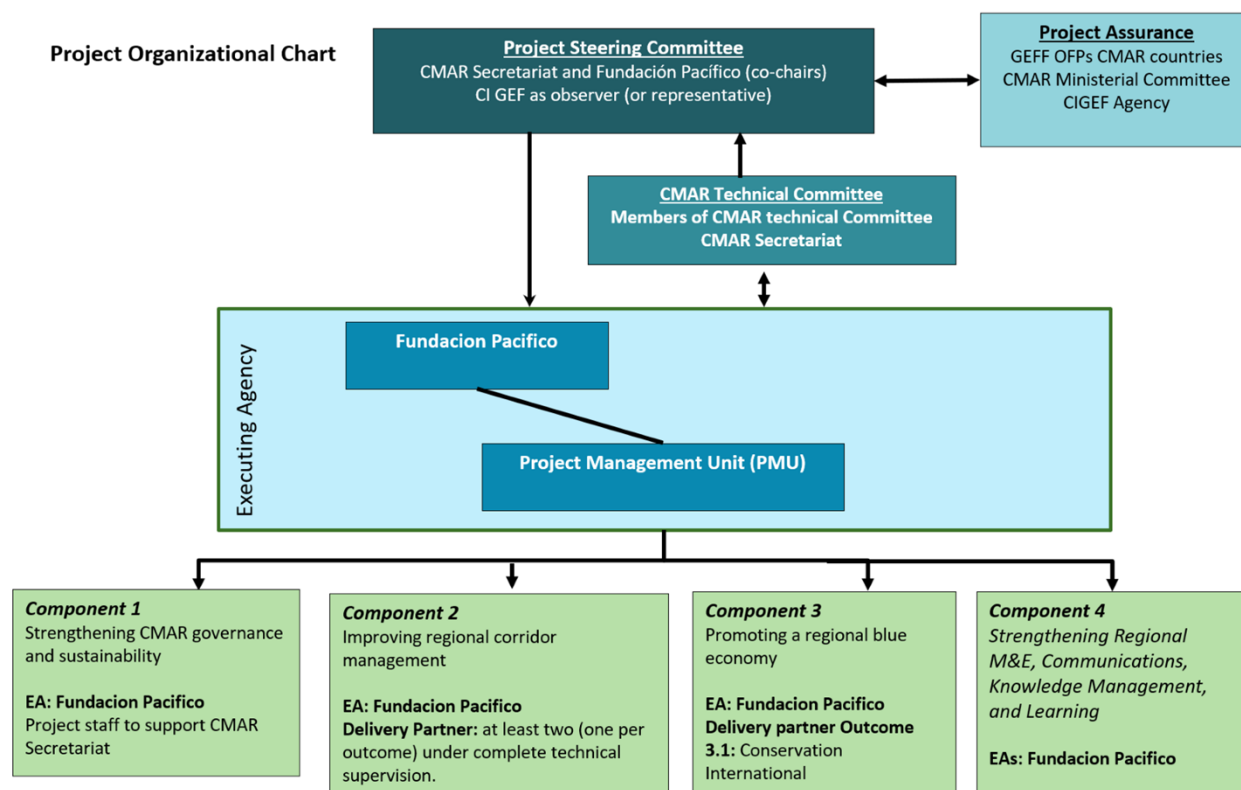 Project Organizational Chart
Project Steering Committee
CMAR Secretariat and Fundación Pacífico (co-chairs)
CI GEF as observer (or representative)
Project Assurance
GEFF OFPs CMAR countries
CMAR Ministerial Committee
CIGEF Agency
CMAR Technical Committee
Members of CMAR technical Committee
CMAR Secretariat
Executing Agency
Fundacion Pacifico
Project Management Unit (PMU)
Component 1
Strengthening CMAR governance
and sustainability
EA: Fundacion Pacifico
Project staff to support CMAR
Secretariat
Component 2
Improving regional corridor
management
EA: Fundacion Pacifico
Delivery Partner: at least two (one per
outcome) under complete technical
supervision.
Component 3
Promoting a regional blue
economy
EA: Fundacion Pacifico
Delivery partner Outcome
3.1: Conservation
International
Component 4
Strengthening Regional
M&E, Communications,
Knowledge Management,
and Learning
EAs: Fundacion Pacifico